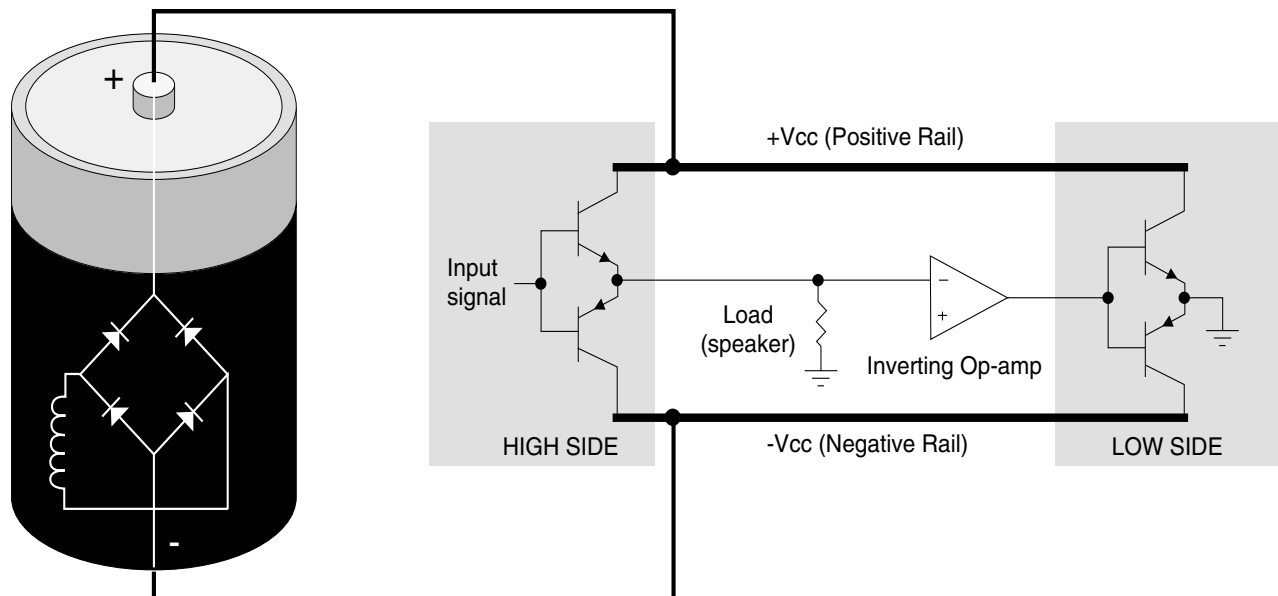 +
+Vcc (Positive Rail)
Input
signal
Load
(speaker)
−
+
Inverting Op-amp
HIGH SIDE
-Vcc (Negative Rail)
LOW SIDE
-